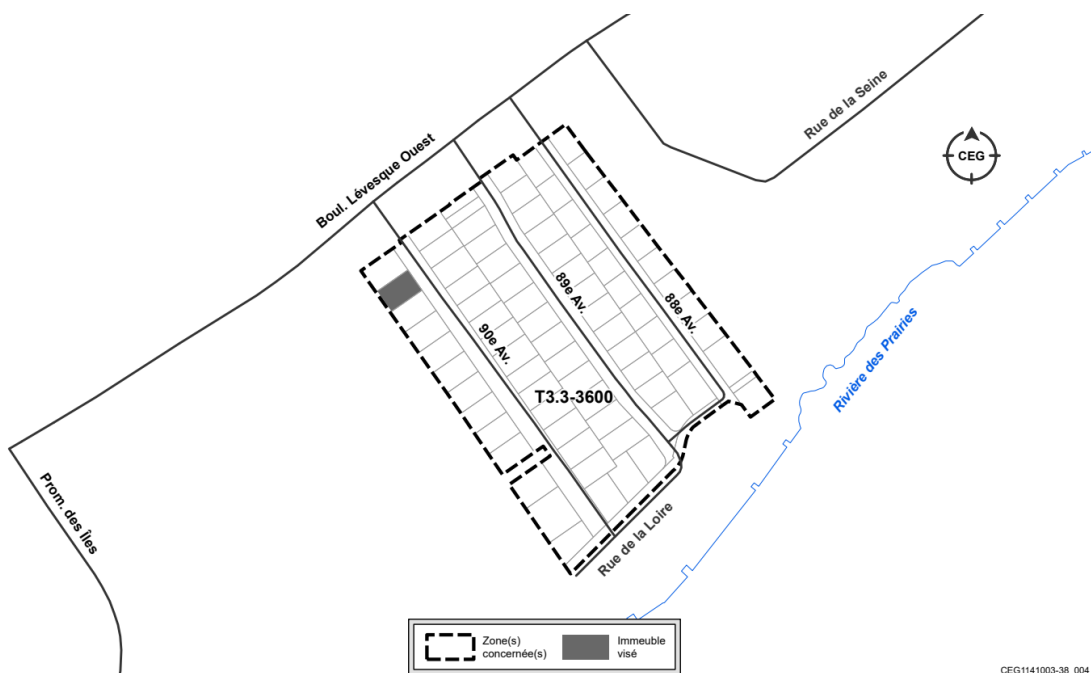 Boul. Lévesque Ouest
Rue de la Seine
CEG
89e Av.
88e Av.
90e Av.
T3.3-3600
Rivière des Prairies
Prom. des Îles
Rue de la Loire
Zone(s)
concernée(s)
Immeuble
visé
CEG1141003-38_004